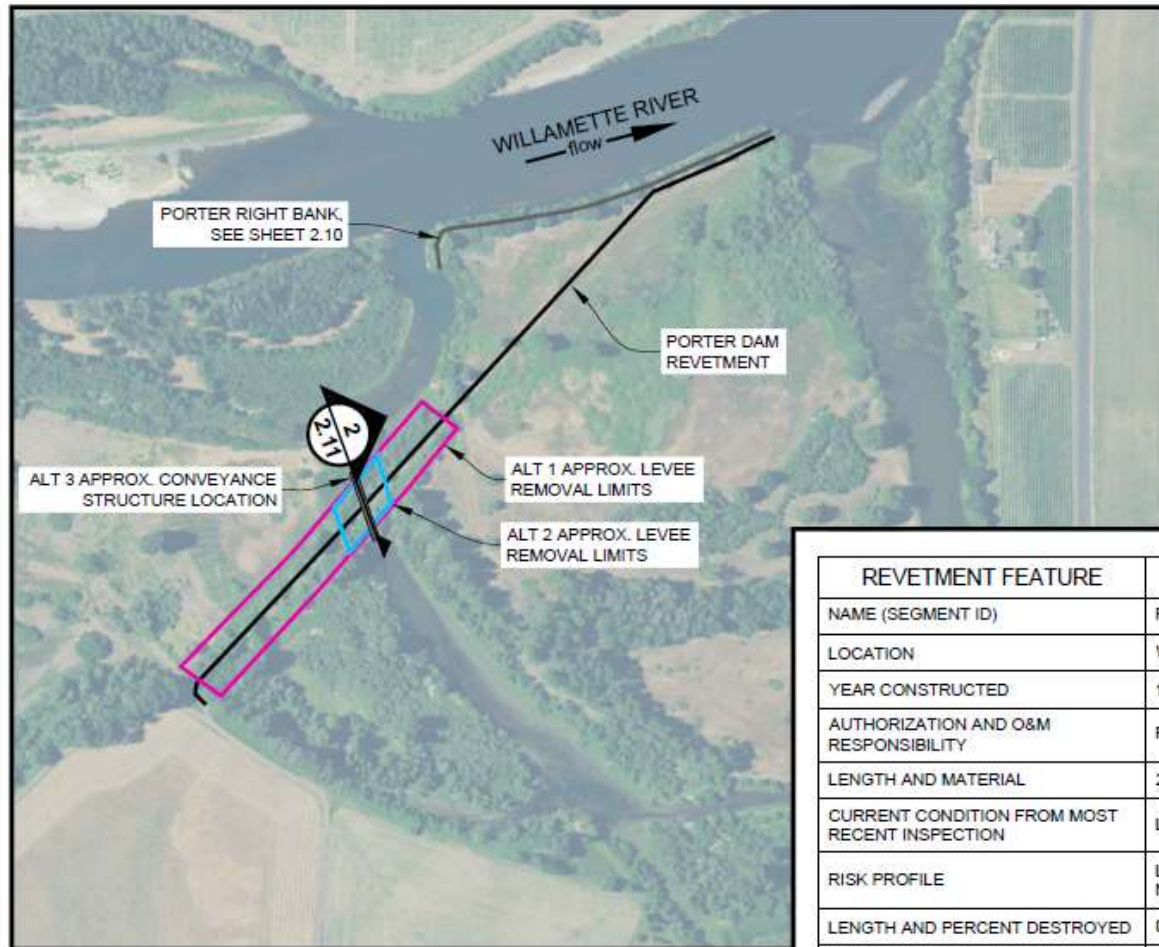 WILLAMETTE RIVER
flow
PORTER RIGHT BANK,
SEE SHEET 2.10
PORTER DAM
REVETMENT
2
2.11
ALT 3 APPROX. CONVEYANCE
STRUCTURE LOCATION
ALT 1 APPROX. LEVEE
REMOVAL LIMITS
ALT 2 APPROX. LEVEE
REMOVAL LIMITS
REVETMENT FEATURE
NAME (SEGMENT ID)
LOCATION
YEAR CONSTRUCTED
AUTHORIZATION AND O&M
RESPONSIBILITY
LENGTH AND MATERIAL
CURRENT CONDITION FROM MOST
RECENT INSPECTION
RISK PROFILE
LENGTH AND PERCENT DESTROYED